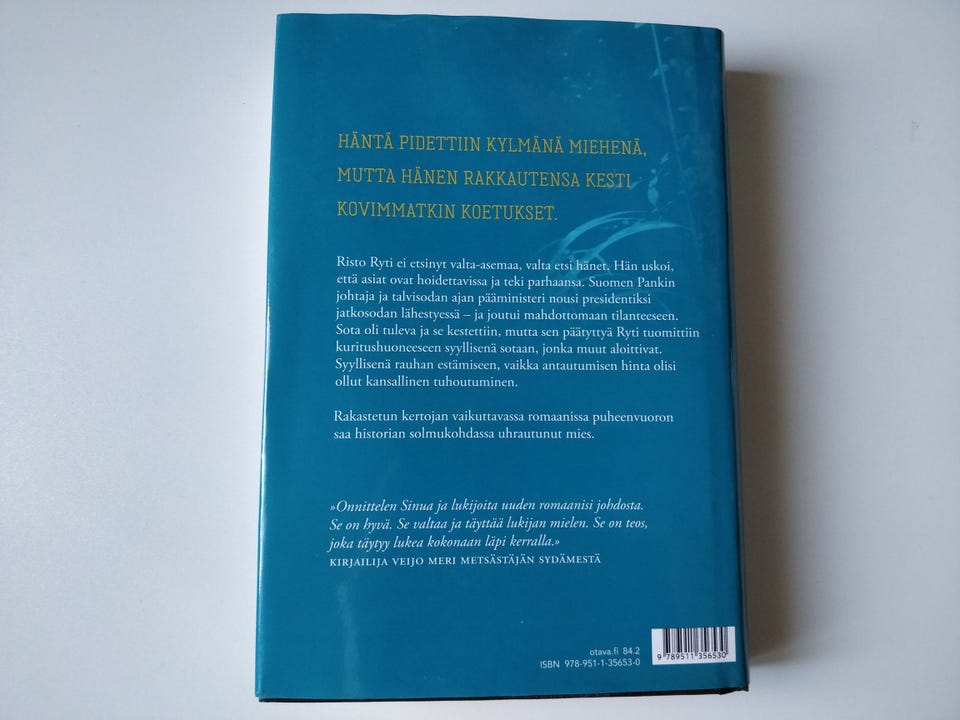 HÄNTÄ PIDETTIIN KYLMÄNÄ MIEHENÄ,
MUTTA HÄNEN RAKKAUTENSA KESTI
KOVIMMATKIN KOETUKSET.
Risto Ryti ei etsinyt valta-asemaa, valta etsi hänet. Hän uskoi,
että asiat ovat hoidettavissa ja teki parhaansa. Suomen Pankin
johtaja ja talvisodan ajan pääministeri nousi presidentiksi
jatkosodan lähestyessä – ja joutui mahdottomaan tilanteeseen.
Sota oli tuleva ja se kestettiin, mutta sen päätyttyä Ryti tuomittiin
kuritushuoneeseen syyllisenä sotaan, jonka muut aloittivat.
Syyllisenä rauhan estämiseen, vaikka antautumisen hinta olisi
ollut kansallinen tuhoutuminen.
Rakastetun kertojan vaikuttavassa romaanissa puheenvuoron
saa historian solmukohdassa uhrautunut mies.
»Onnittelen Sinua ja lukijoita uuden romaanisi johdosta.
Se on hyvä. Se valtaa ja täyttää lukijan mielen. Se on teos,
joka täytyy lukea kokonaan läpi kerralla.»
KIRJAILIJA VEIJO MERI METSÄSTÄJÄN SYDÄMESTÄ
otava.fi 84.2
ISBN 978-951-1-35653-0
9 789511 356530